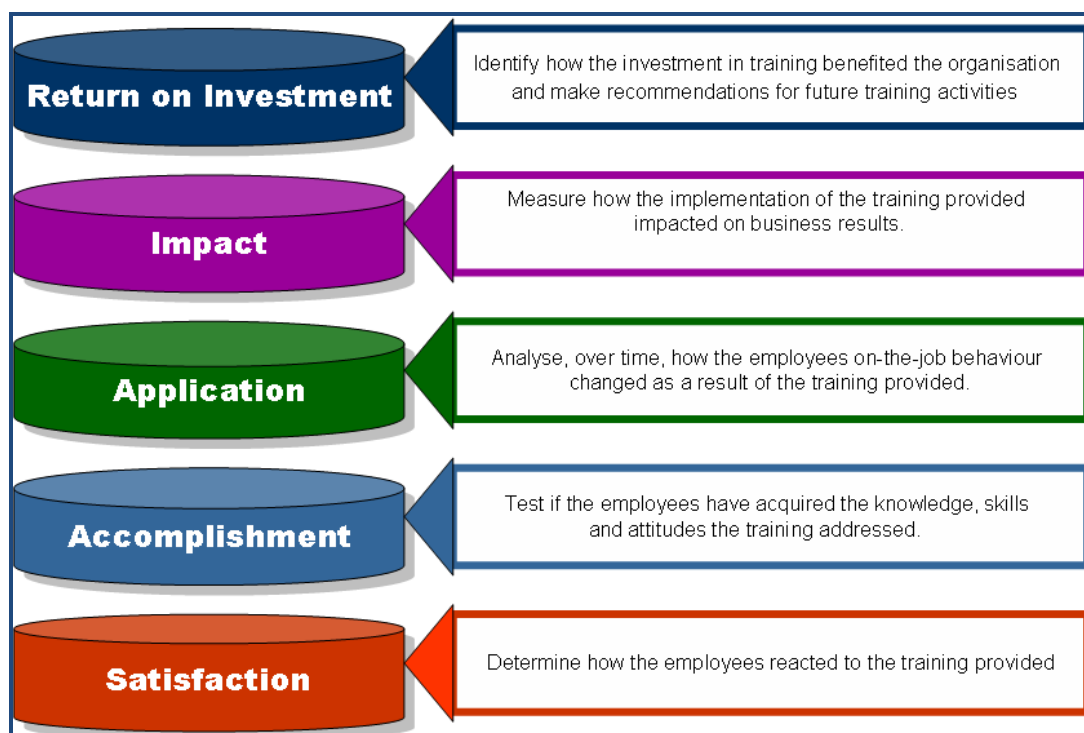 Return on Investment
Identify how the investment in training benefited the organisation
and make recommendations for future training activities
Impact
Measure how the implementation of the training provided
impacted on business results.
Application
Analyse, over time, how the employees on-the-job behaviour
changed as a result of the training provided.
Accomplishment
Test if the employees have acquired the knowledge, skills
and attitudes the training addressed.
Satisfaction
Determine how the employees reacted to the training provided